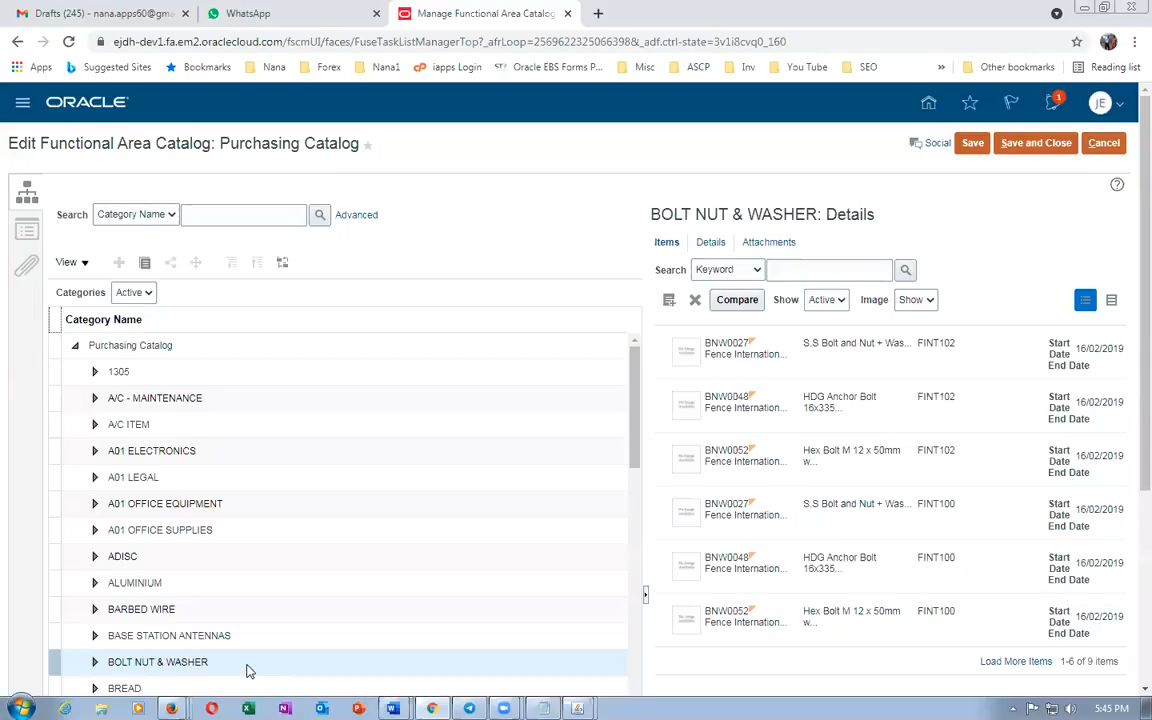 Drafts (245) - nana.apps60@gma
WhatsApp
Manage Functional Area Catalog
ejdh-dev1.fa.em2.oraclecloud.com/fscmUI/faces/FuseTaskListManagerTop?_afrLoop=2569622325066398&_adf.ctrl-state=3v1i8cvq0_160
Apps
Suggested Sites
Bookmarks
Nana
Forex
Nana1
iapps Login
Oracle EBS Forms P...
Misc
ASCP
Inv
You Tube
SEO
»
Other bookmarks
Reading list
ORACLE
1
JE
Edit Functional Area Catalog: Purchasing Catalog
Social
Save
Save and Close
Cancel
Search
Category Name
Advanced
View
Categories
Active
Category Name
Purchasing Catalog
1305
A/C - MAINTENANCE
A/C ITEM
A01 ELECTRONICS
A01 LEGAL
A01 OFFICE EQUIPMENT
A01 OFFICE SUPPLIES
ADISC
ALUMINIUM
BARBED WIRE
BASE STATION ANTENNAS
BOLT NUT & WASHER
BREAD
BOLT NUT & WASHER: Details
Items
Details
Attachments
Search
Keyword
Compare
Show
Active
Image
Show
BNW0027 S.S Bolt and Nut + Was... FINT102 Start
Date 16/02/2019
Fence Internation... End Date
BNW0048 HDG Anchor Bolt FINT102 Start
Date 16/02/2019
Fence Internation... 16x335... End Date
BNW0052 Hex Bolt M 12 x 50mm FINT102 Start
Date 16/02/2019
Fence Internation... w... End Date
BNW0027 S.S Bolt and Nut + Was... FINT100 Start
Date 16/02/2019
Fence Internation... End Date
BNW0048 HDG Anchor Bolt FINT100 Start
Date 16/02/2019
Fence Internation... 16x335... End Date
BNW0052 Hex Bolt M 12 x 50mm FINT100 Start
Date 16/02/2019
Fence Internation... w... End Date
Load More Items 1-6 of 9 items
5:45 PM